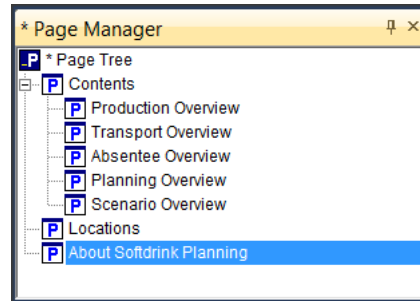 * Page Manager
* Page Tree
Contents
Production Overview
Transport Overview
Absentee Overview
Planning Overview
Scenario Overview
Locations
About Softdrink Planning